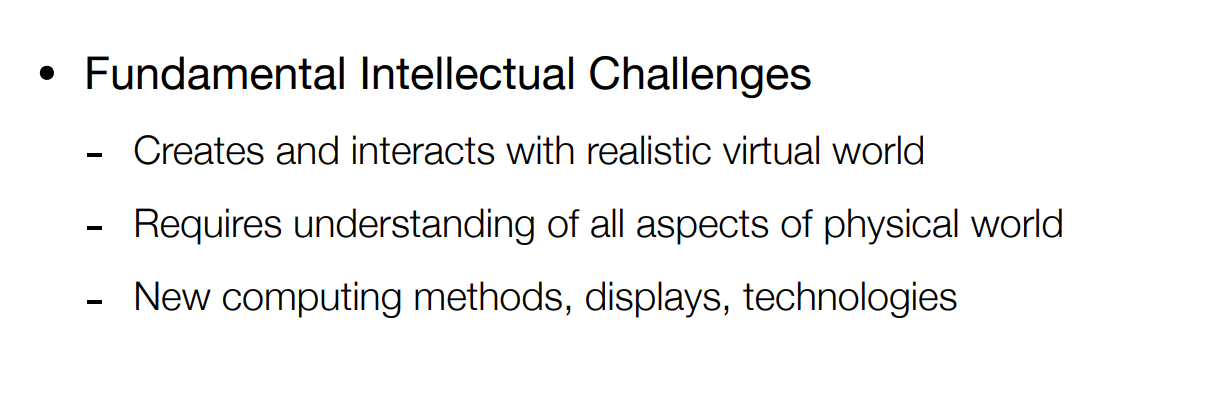 • Fundamental Intellectual Challenges
- Creates and interacts with realistic virtual world
- Requires understanding of all aspects of physical world
- New computing methods, displays, technologies